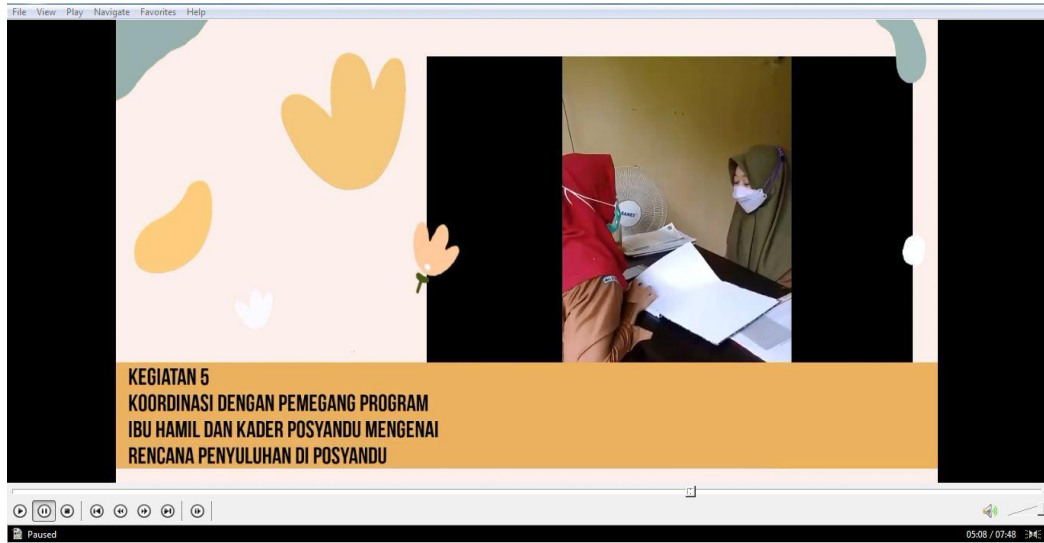 File View Play Navigate Favorites Help
KEGIATAN 5
KOORDINASI DENGAN PEMEGANG PROGRAM
IBU HAMIL DAN KADER POSYANDU MENGENAI
RENCANA PENYULUHAN DI POSYANDU
Paused
05:08 / 07:48